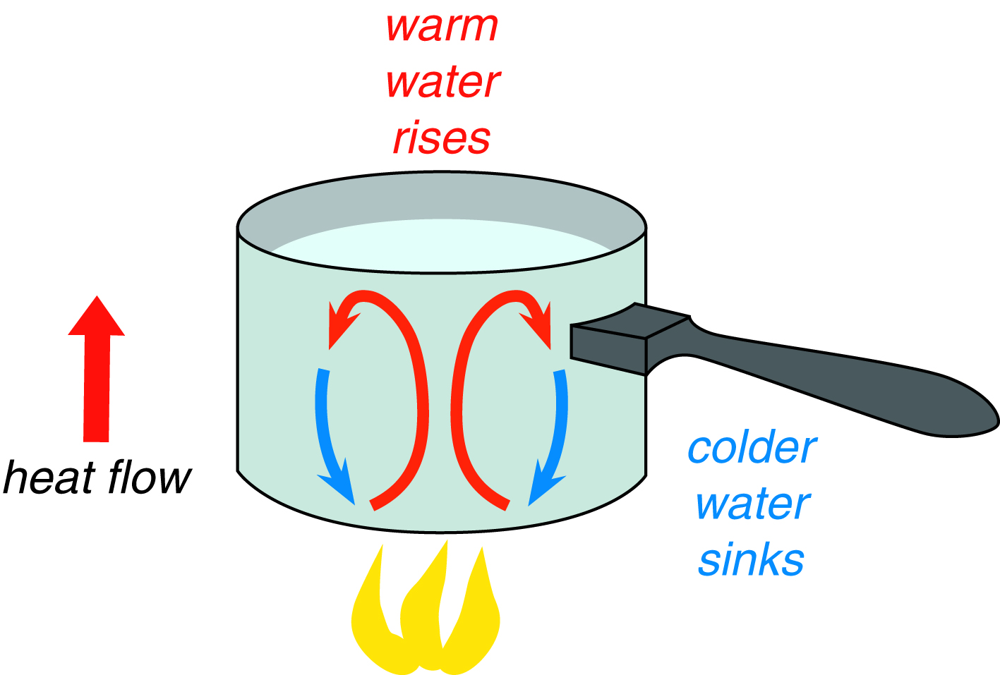 warm
water
rises
heat flow
colder
water
sinks